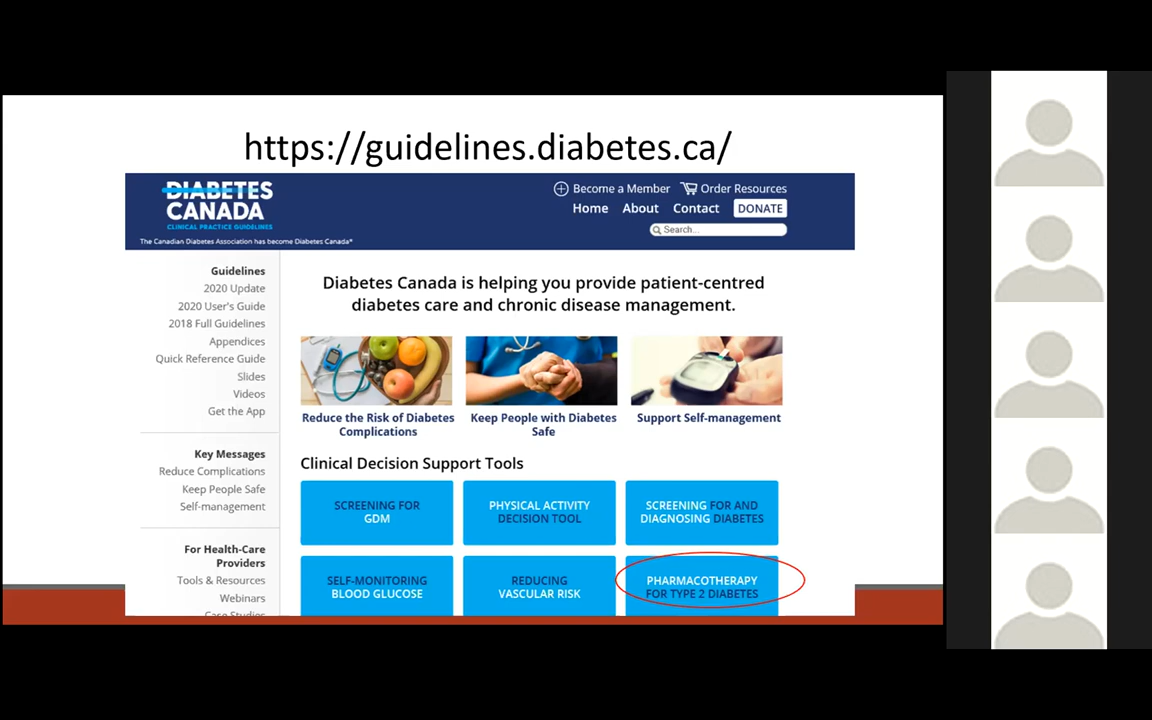 https://guidelines.diabetes.ca/
DIABETES
CANADA
CLINICAL PRACTICE GUIDELINES
The Canadian Diabetes Association has become Diabetes Canada*
Become a Member
Order Resources
Home
About
Contact
DONATE
Search...
Guidelines
2020 Update
2020 User's Guide
2018 Full Guidelines
Appendices
Quick Reference Guide
Slides
Videos
Get the App
Key Messages
Reduce Complications
Keep People Safe
Self-management
For Health-Care
Providers
Tools & Resources
Webinars
Case Studies
Diabetes Canada is helping you provide patient-centred
diabetes care and chronic disease management.
Reduce the Risk of Diabetes
Complications
Keep People with Diabetes
Safe
Support Self-management
Clinical Decision Support Tools
SCREENING FOR
GDM
PHYSICAL ACTIVITY
DECISION TOOL
SCREENING FOR AND
DIAGNOSING DIABETES
SELF-MONITORING
BLOOD GLUCOSE
REDUCING
VASCULAR RISK
PHARMACOTHERAPY
FOR TYPE 2 DIABETES